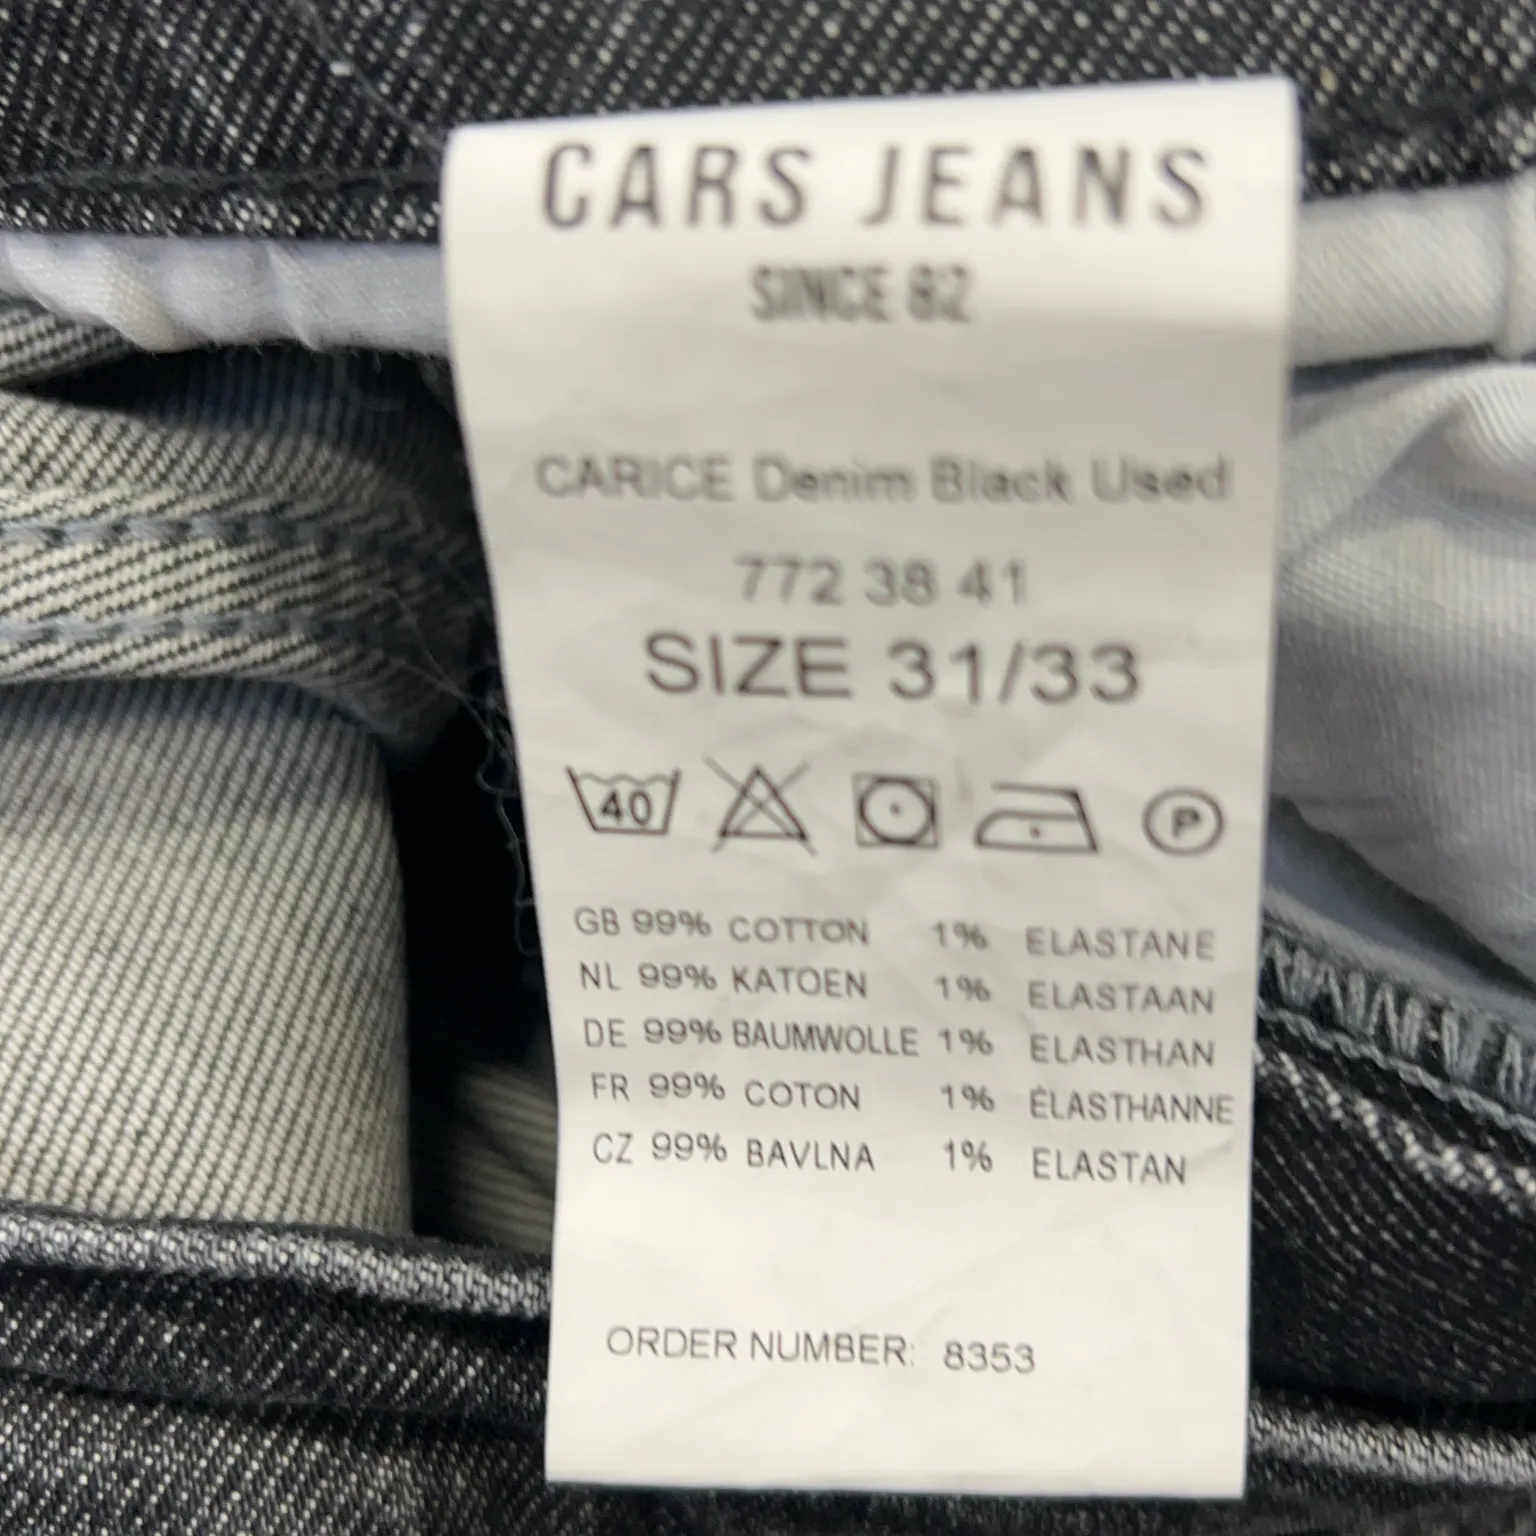 CARS JEANS
SINCE 82
CARICE Denim Black Used
772 38 41
SIZE 31/33
40 P
GB 99% COTTON 1% ELASTANE
NL 99% KATOEN 1% ELASTAAN
DE 99% BAUMWOLLE 1% ELASTHAN
FR 99% COTON 1% ÉLASTHANNE
CZ 99% BAVLNA 1% ELASTAN
ORDER NUMBER: 8353